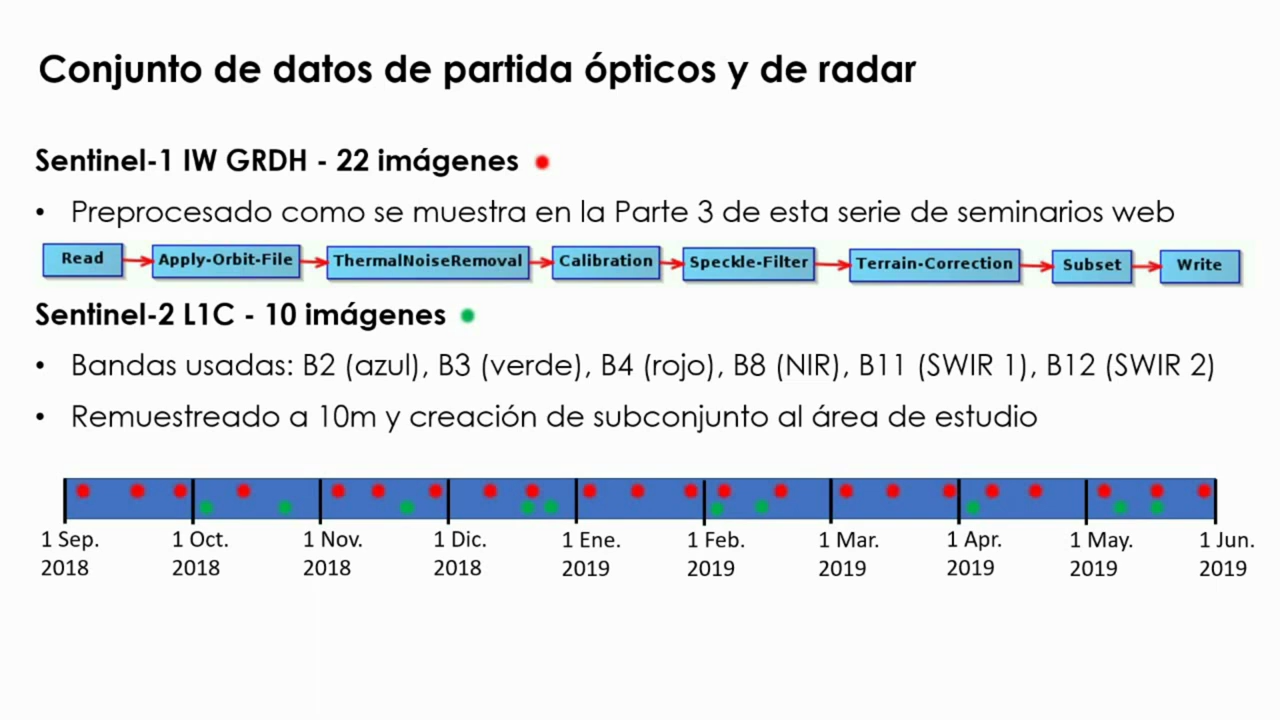 Conjunto de datos de partida ópticos y de radar
Sentinel-1 IW GRDH - 22 imágenes
• Preprocesado como se muestra en la Parte 3 de esta serie de seminarios web
Read Apply-Orbit-File ThermalNoiseRemoval Calibration Speckle-Filter Terrain-Correction Subset Write
Sentinel-2 L1C - 10 imágenes
• Bandas usadas: B2 (azul), B3 (verde), B4 (rojo), B8 (NIR), B11 (SWIR 1), B12 (SWIR 2)
• Remuestreado a 10m y creación de subconjunto al área de estudio
1 Sep. 1 Oct. 1 Nov. 1 Dic. 1 Ene. 1 Feb. 1 Mar. 1 Apr. 1 May. 1 Jun.
2018 2018 2018 2018 2019 2019 2019 2019 2019 2019